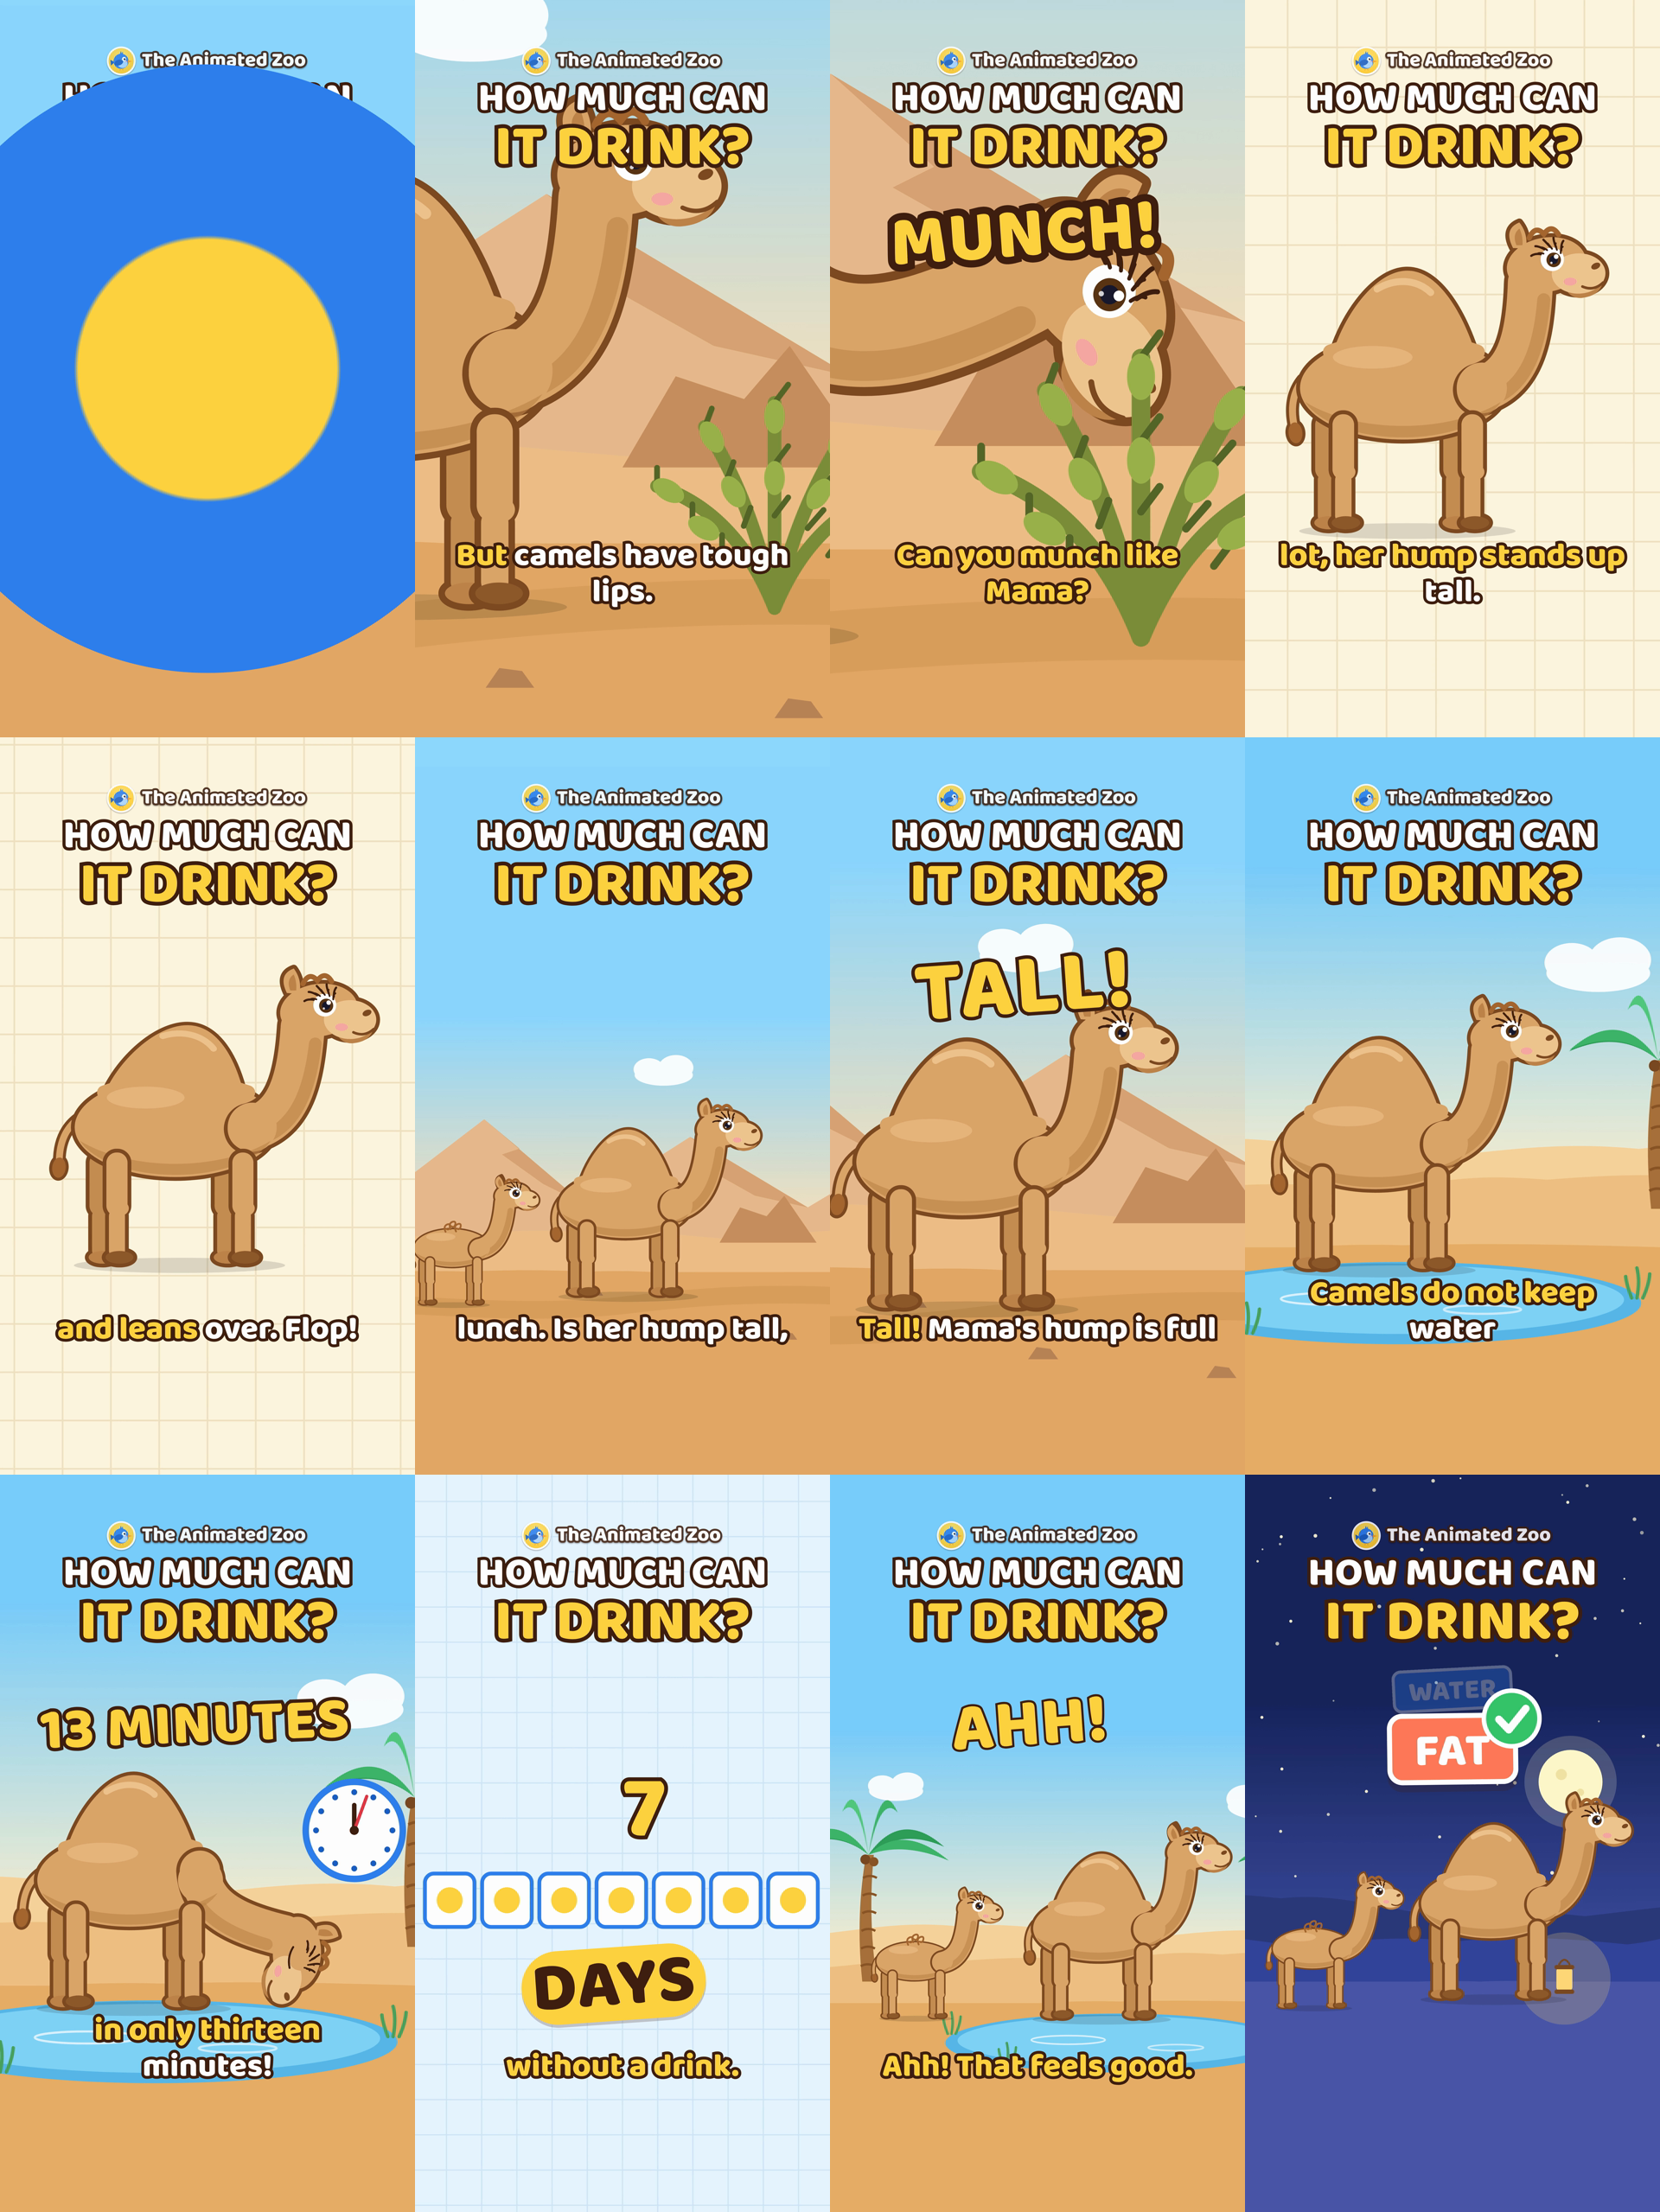 The Animated Zoo
The Animated Zoo
HOW MUCH CAN
IT DRINK?
But camels have tough
lips.
The Animated Zoo
HOW MUCH CAN
IT DRINK?
MUNCH!
Can you munch like
Mama?
The Animated Zoo
HOW MUCH CAN
IT DRINK?
lot, her hump stands up
tall.
The Animated Zoo
HOW MUCH CAN
IT DRINK?
and leans over. Flop!
The Animated Zoo
HOW MUCH CAN
IT DRINK?
lunch. Is her hump tall,
The Animated Zoo
HOW MUCH CAN
IT DRINK?
TALL!
Tall! Mama's hump is full
The Animated Zoo
HOW MUCH CAN
IT DRINK?
Camels do not keep
water
The Animated Zoo
HOW MUCH CAN
IT DRINK?
13 MINUTES
in only thirteen
minutes!
The Animated Zoo
HOW MUCH CAN
IT DRINK?
7
DAYS
without a drink.
The Animated Zoo
HOW MUCH CAN
IT DRINK?
AHH!
Ahh! That feels good.
The Animated Zoo
HOW MUCH CAN
IT DRINK?
WATER
FAT